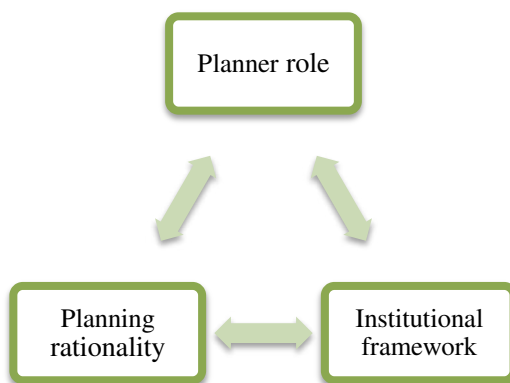 Planner role
Planning
rationality
Institutional
framework